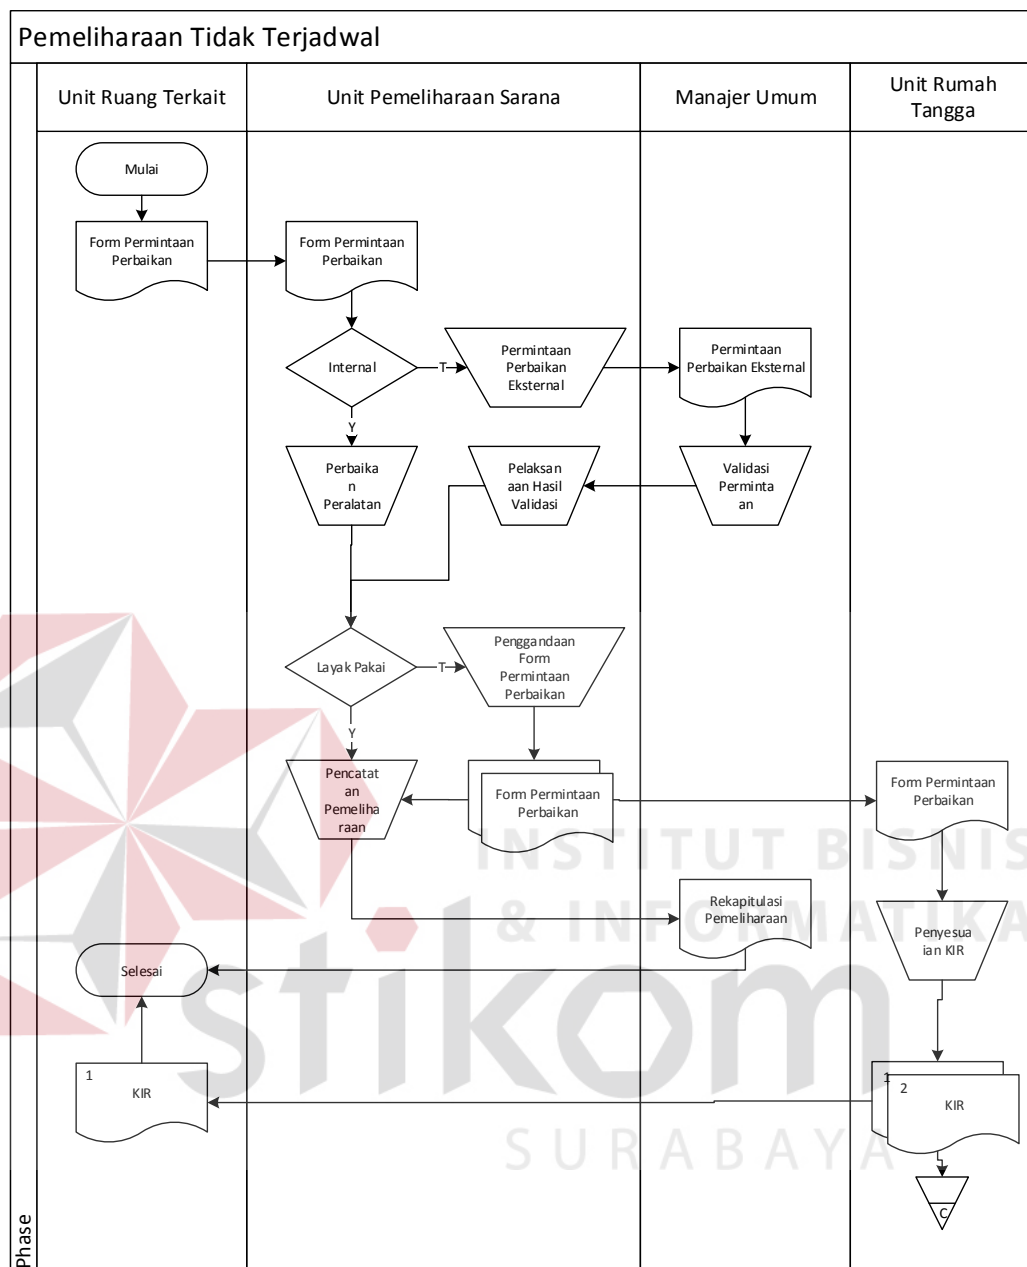 Pemeliharaan Tidak Terjadwal
Unit Ruang Terkait
Unit Pemeliharaan Sarana
Manajer Umum
Unit Rumah
Tangga
Mulai
Form Permintaan
Perbaikan
Form Permintaan
Perbaikan
Internal
T
Permintaan
Perbaikan
Eksternal
Permintaan
Perbaikan Eksternal
Y
Perbaika
n
Peralatan
Pelaksan
aan Hasil
Validasi
Validasi
Perminta
an
Layak Pakai
T
Penggandaan
Form
Permintaan
Perbaikan
Y
Pencatat
an
Pemeliha
raan
Form Permintaan
Perbaikan
Form Permintaan
Perbaikan
Rekapitulasi
Pemeliharaan
Penyesua
ian KIR
Selesai
1
KIR
1
2
KIR
C
Phase
INSTITUT BISNIS
& INFORMATIKA
stikom
SURABAYA